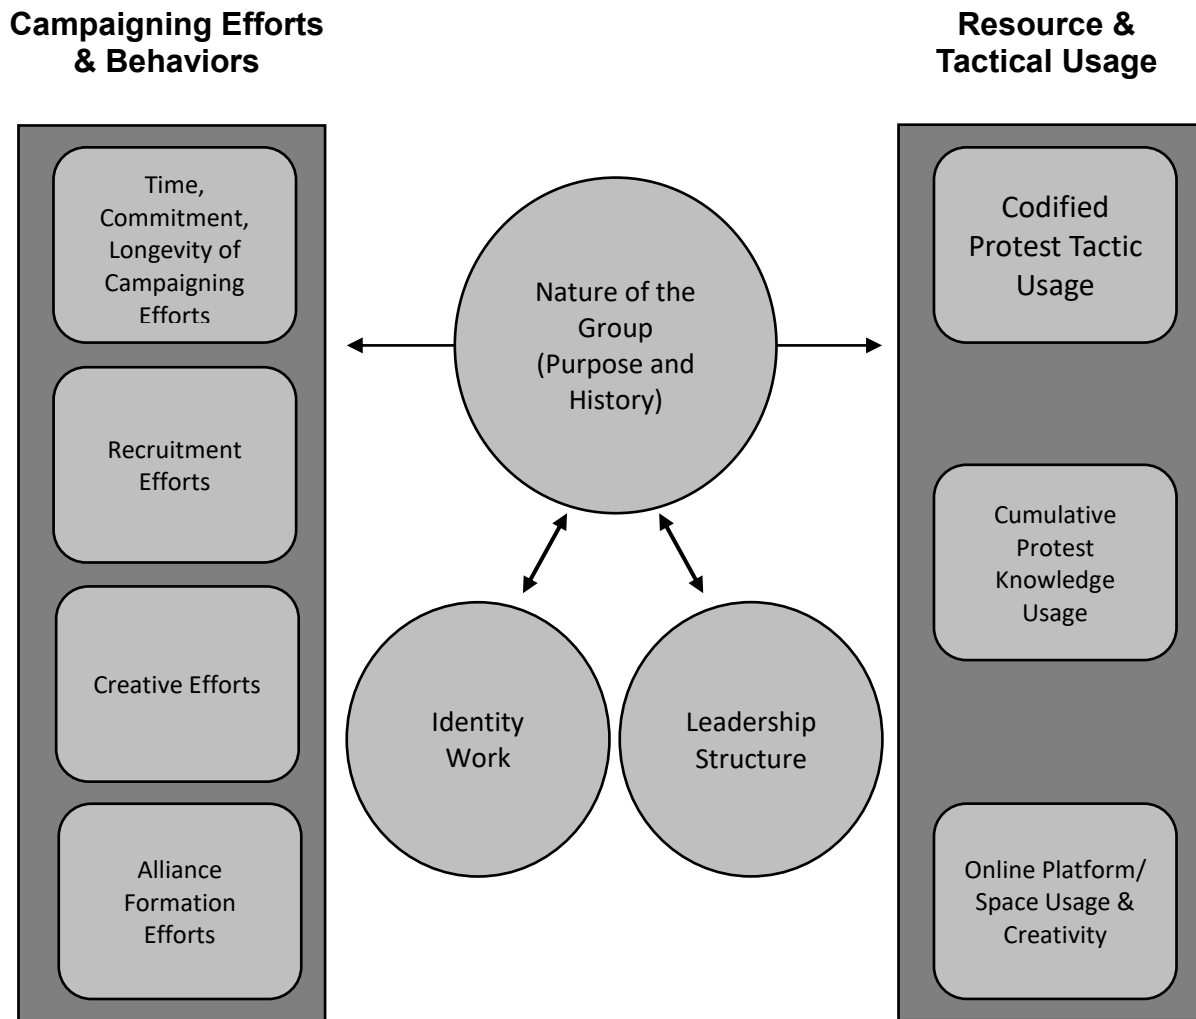 Campaigning Efforts
& Behaviors
Resource &
Tactical Usage
Time,
Commitment,
Longevity of
Campaigning
Efforts
Recruitment
Efforts
Creative Efforts
Alliance
Formation
Efforts
Nature of the
Group
(Purpose and
History)
Identity
Work
Leadership
Structure
Codified
Protest Tactic
Usage
Cumulative
Protest
Knowledge
Usage
Online Platform/
Space Usage &
Creativity